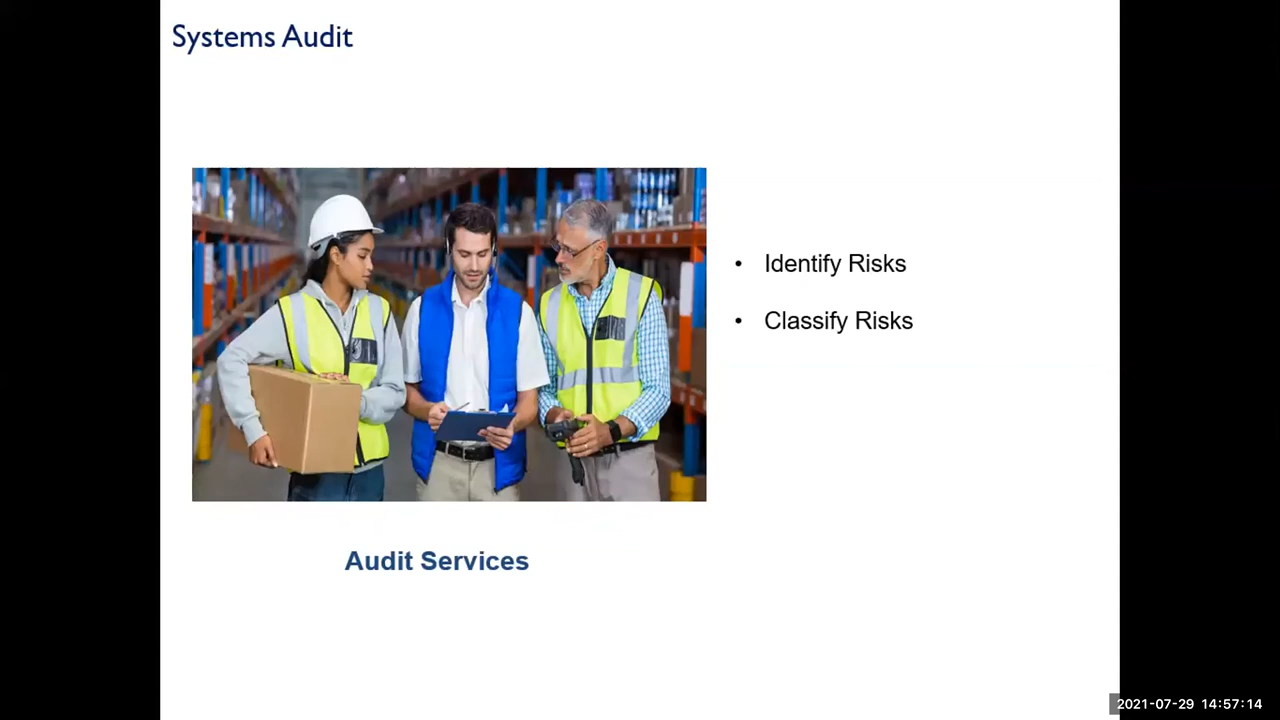 Systems Audit
• Identify Risks
• Classify Risks
Audit Services
2021-07-29 14:57:14